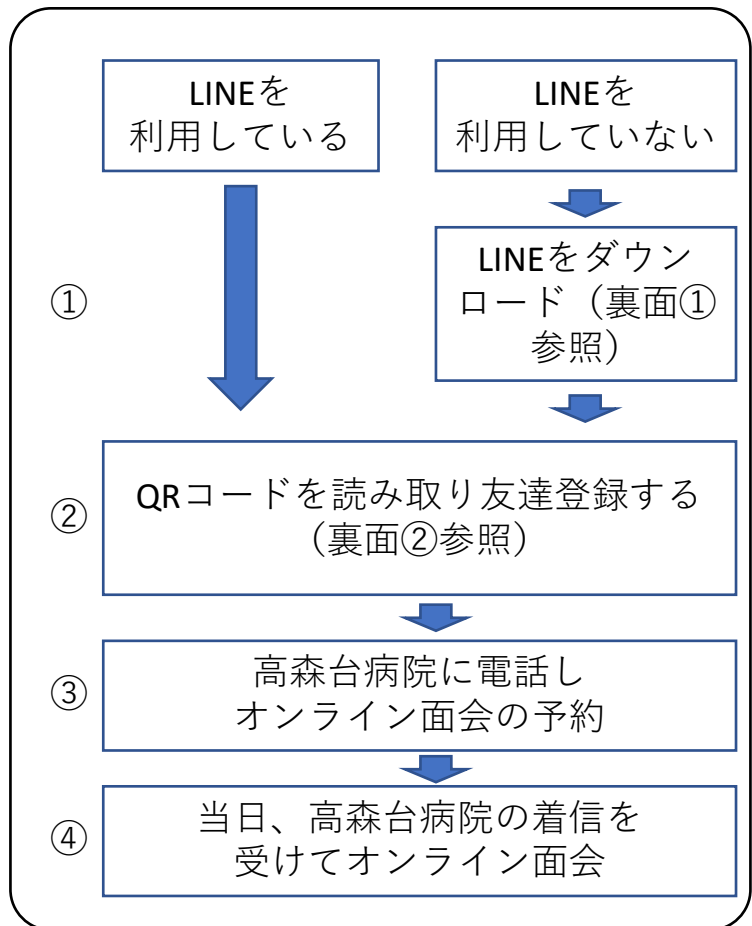 LINEを
利用している
LINEを
利用していない
①
LINEをダウン
ロード（裏面①
参照）
②
QRコードを読み取り友達登録する
（裏面②参照）
③
高森台病院に電話し
オンライン面会の予約
④
当日、高森台病院の着信を
受けてオンライン面会